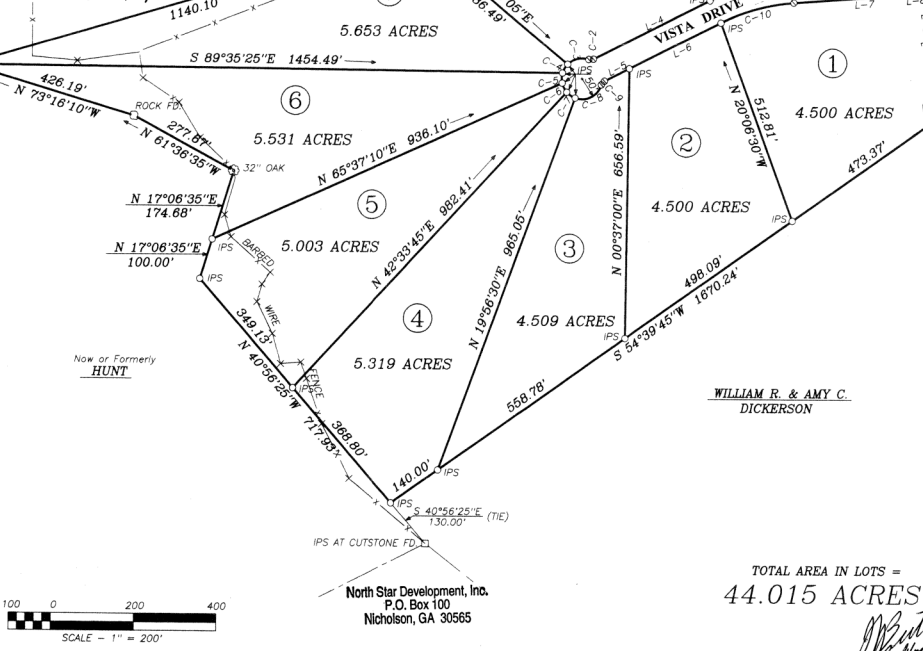 1140.10
5.653 ACRES
86.49'
05"E
C-2
L-4
VISTA DRIVE
C-10
L-7
L-6
L-5
S 89°35'25"E 1454.49'
IPS
C-5
C-6
C-7
C-8
C-9
50'
426.19'
N 73°16'10"W
ROCK FD.
6
5.531 ACRES
277.87'
N 61°36'35"W
32" OAK
N 65°37'10"E 936.10'
1
4.500 ACRES
N 20°06'30"W
512.81'
473.37'
2
4.500 ACRES
N 17°06'35"E
174.68'
N 17°06'35"E
100.00'
IPS
IPS
5
5.003 ACRES
BARBED
WIRE
FENCE
N 42°33'45"E 982.41'
N 19°56'30"E 965.05'
N 00°37'00"E 656.59'
IPS
3
4.509 ACRES
498.09'
S 54°39'45"W 1670.24'
IPS
4
5.319 ACRES
349.13'
N 40°56'25"W 717.93'
IPS
368.80'
558.78'
Now or Formerly
HUNT
WILLIAM R. & AMY C.
DICKERSON
140.00'
IPS
IPS
S 40°56'25"E (TIE)
130.00'
IPS AT CUTSTONE FD.
TOTAL AREA IN LOTS =
44.015 ACRES
North Star Development, Inc.
P.O. Box 100
Nicholson, GA 30565
100 0 200 400
SCALE - 1" = 200'